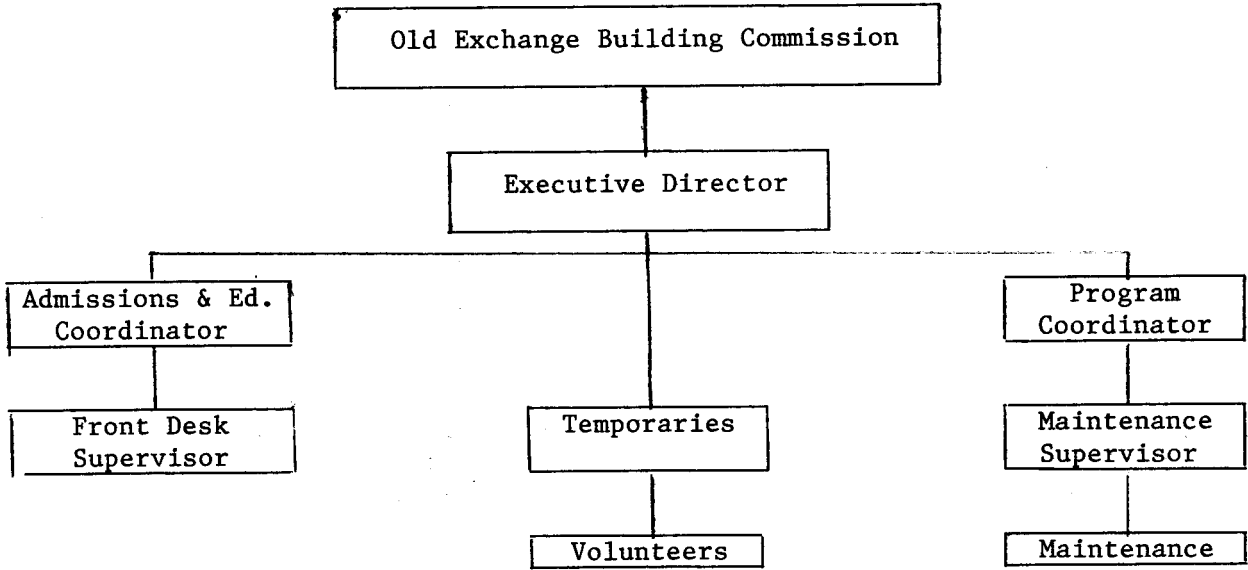 Old Exchange Building Commission
Executive Director
Admissions & Ed.
Coordinator
Program
Coordinator
Front Desk
Supervisor
Temporaries
Maintenance
Supervisor
Volunteers
Maintenance